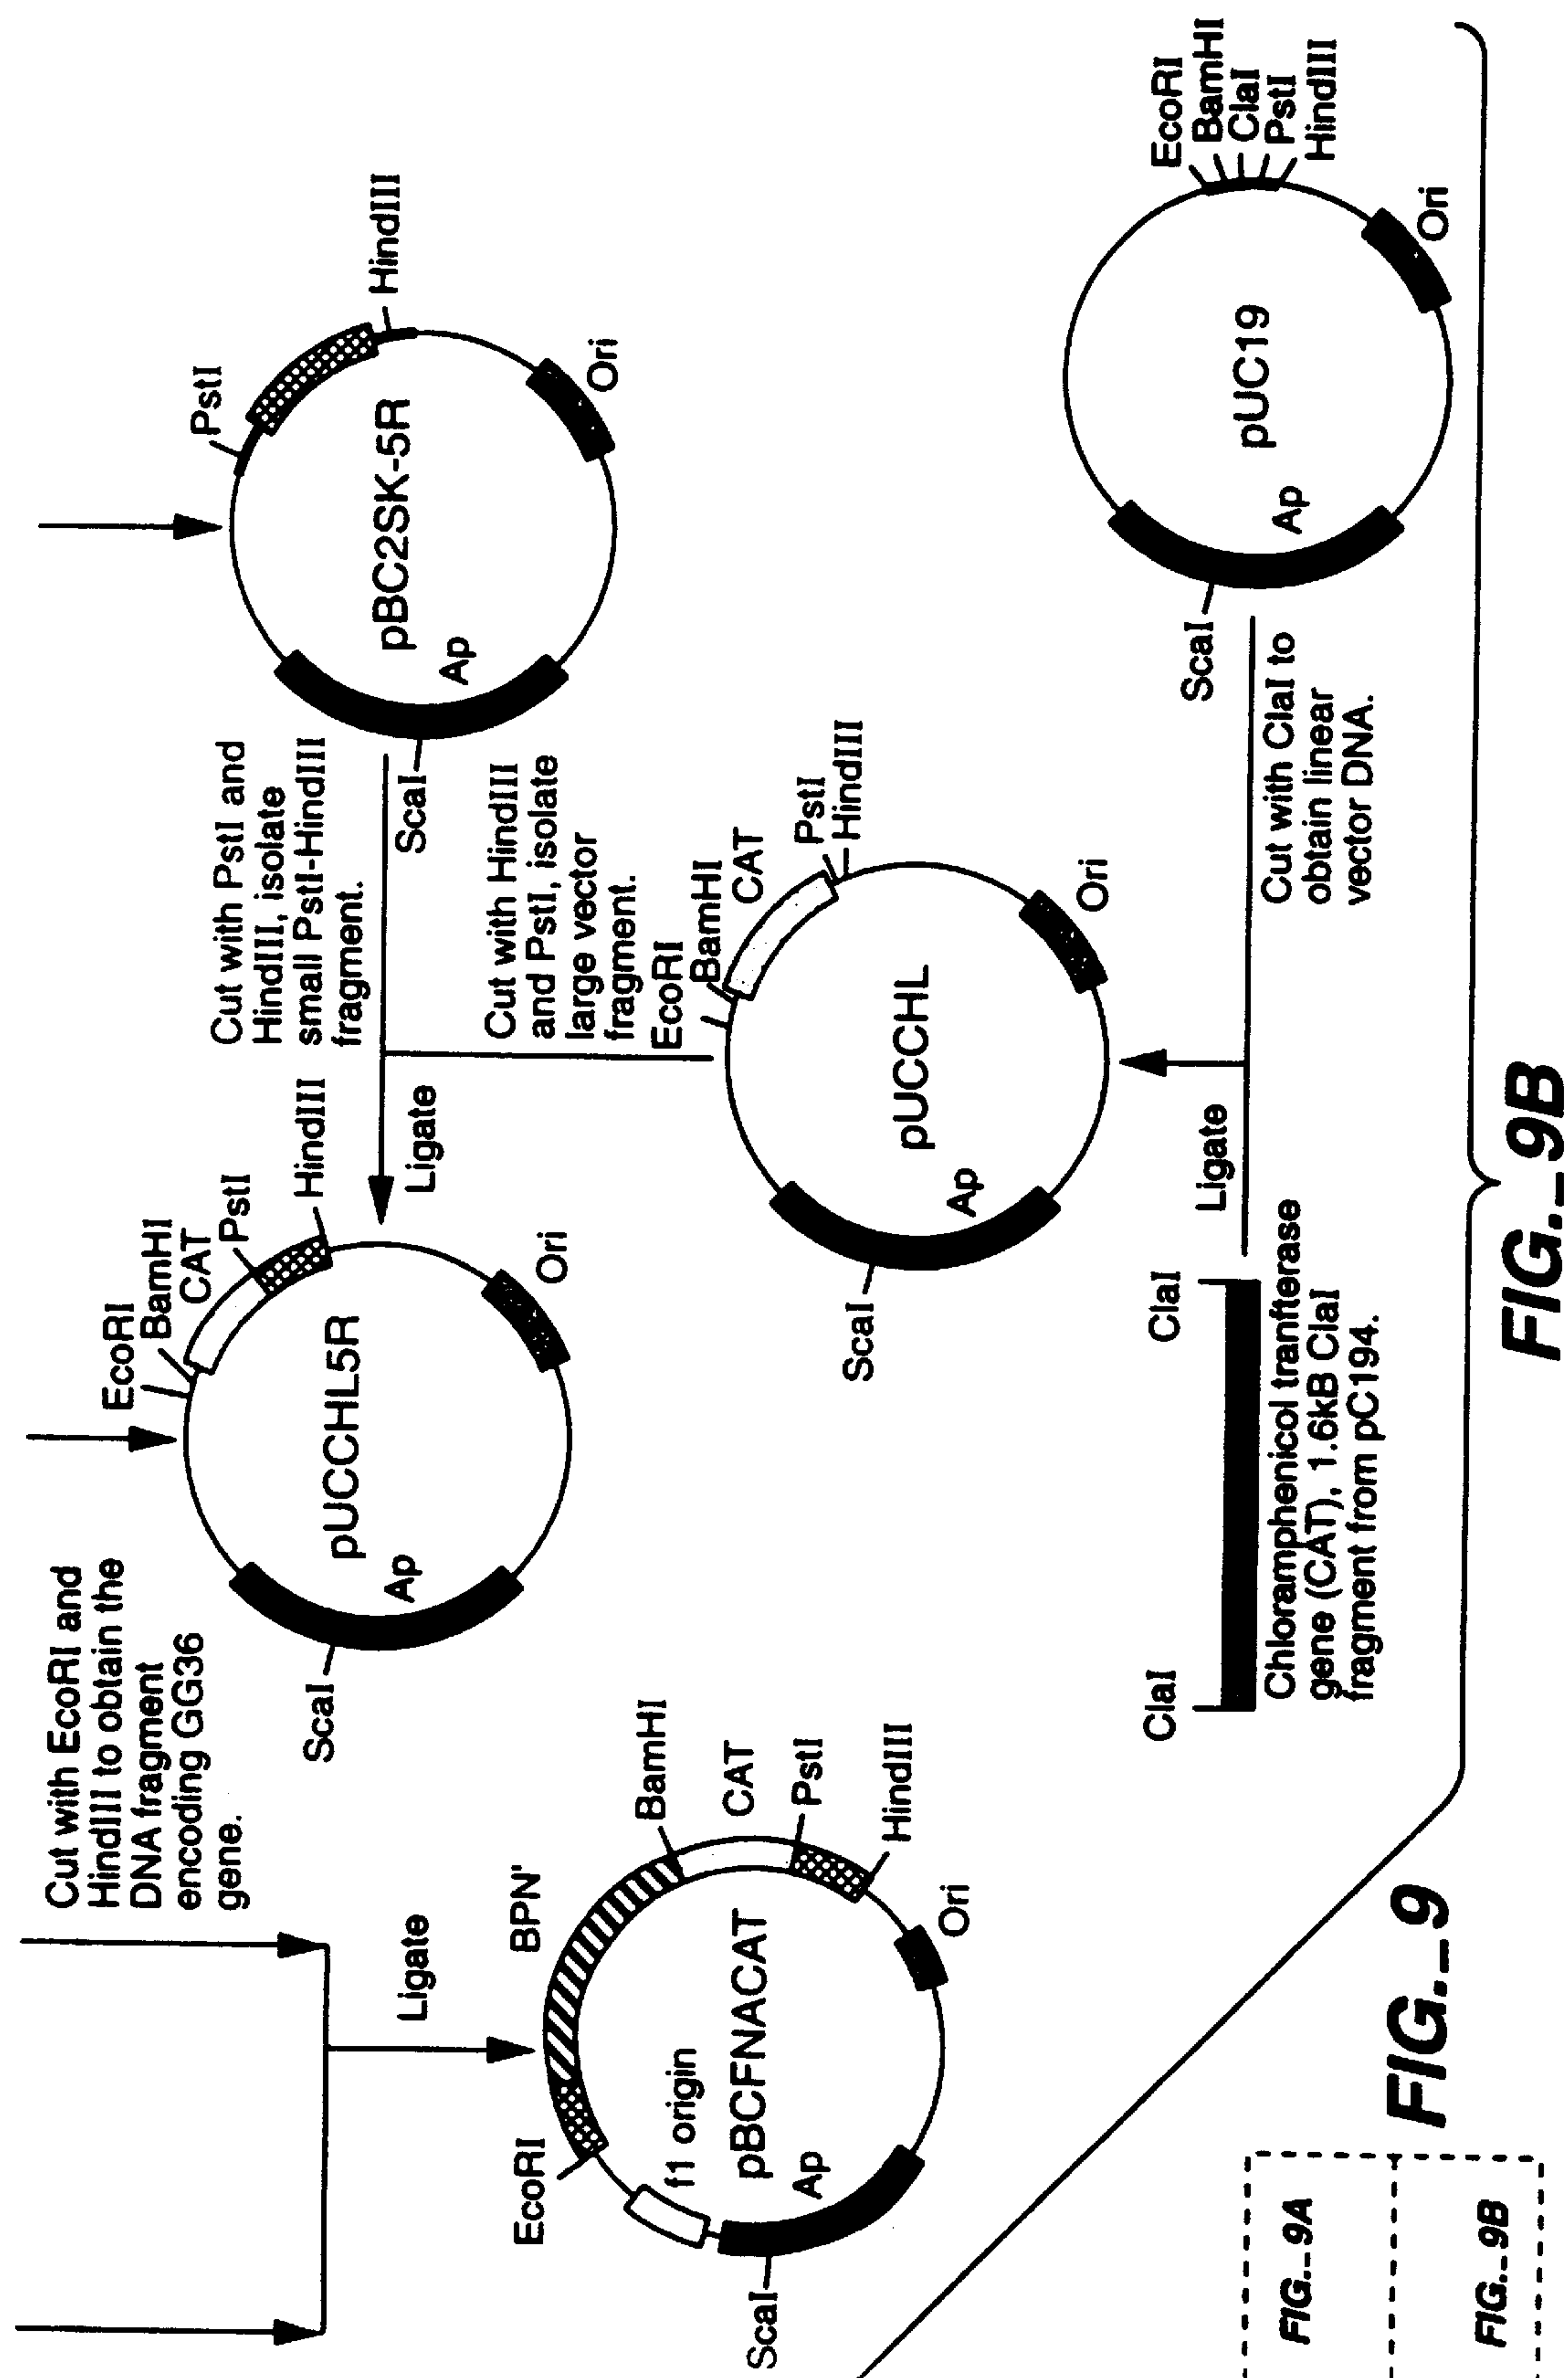 Cut with EcoRI and
HindIII to obtain the
DNA fragment
encoding GG36
gene.
Ligate
EcoRI
BPN'
BamHI
CAT
PstI
HindIII
Ori
f1 origin
pBCFNACAT
Ap
ScaI
EcoRI
BamHI
CAT
PstI
HindIII
pUCCHL5R
Ap
Ori
ScaI
Ligate
Cut with PstI and
HindIII, isolate
small PstI-HindIII
fragment.
PstI
HindIII
pBC2SK-5R
Ap
Ori
ScaI
Cut with HindIII
and PstI, isolate
large vector
fragment.
EcoRI
BamHI
CAT
PstI
HindIII
pUCCHL
Ap
Ori
ScaI
Ligate
ClaI
ClaI
Chloramphenicol tranfterase
gene (CAT), 1.6kB ClaI
fragment from pC194.
Cut with ClaI to
obtain linear
vector DNA.
EcoRI
BamHI
ClaI
PstI
HindIII
pUC19
Ap
Ori
ScaI
FIG._9A
FIG._9B
FIG._9
FIG._9B